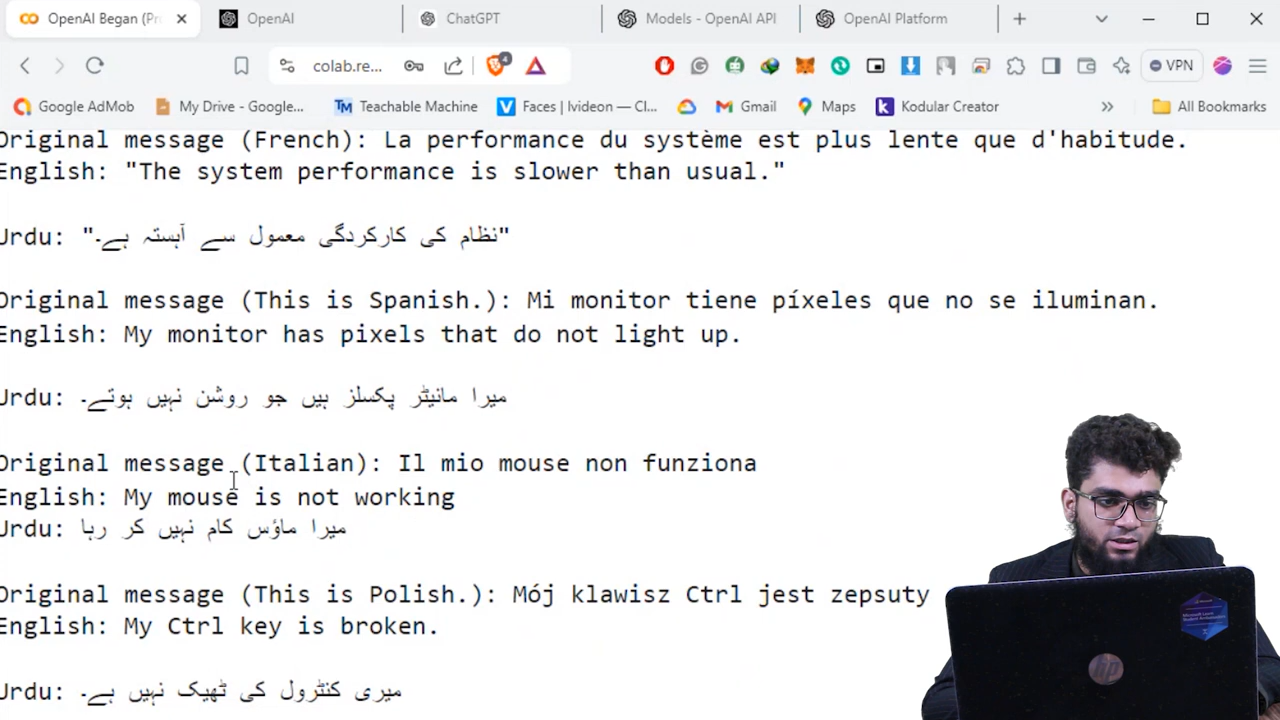 OpenAI Began (Pr
OpenAI
ChatGPT
Models - OpenAI API
OpenAI Platform
colab.re...
4
VPN
Google AdMob
My Drive - Google...
TM Teachable Machine
Faces | Ivideon — Cl...
Gmail
Maps
Kodular Creator
All Bookmarks
Original message (French): La performance du système est plus lente que d'habitude.
English: "The system performance is slower than usual."
Urdu: "نظام کی کارکردگی معمول سے آہستہ ہے۔"
Original message (This is Spanish.): Mi monitor tiene píxeles que no se iluminan.
English: My monitor has pixels that do not light up.
Urdu: میرا مانیٹر پکسلز ہیں جو روشن نہیں ہوتے۔
Original message (Italian): Il mio mouse non funziona
English: My mouse is not working
Urdu: میرا ماؤس کام نہیں کر رہا
Original message (This is Polish.): Mój klawisz Ctrl jest zepsuty
English: My Ctrl key is broken.
Urdu: میری کنٹرول کی ٹھیک نہیں ہے۔
hp